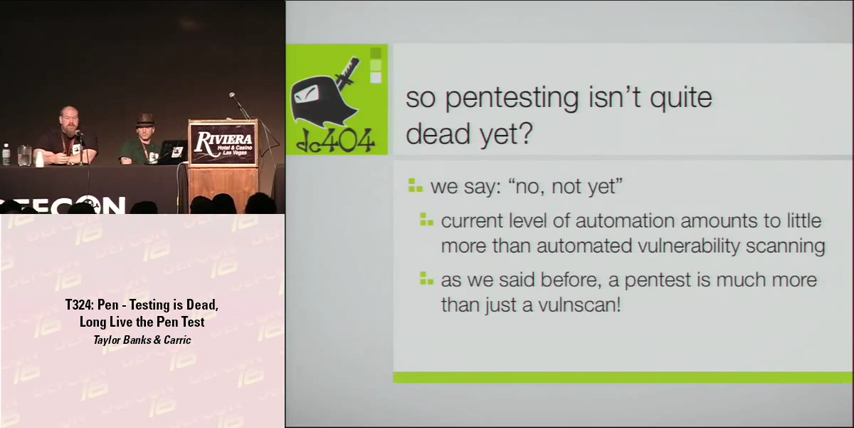 RIVIERA
Hotel & Casino
Las Vegas
DEFCON
T324: Pen - Testing is Dead,
Long Live the Pen Test
Taylor Banks & Carric
dc404
so pentesting isn't quite
dead yet?
we say: "no, not yet"
current level of automation amounts to little
more than automated vulnerability scanning
as we said before, a pentest is much more
than just a vulnscan!